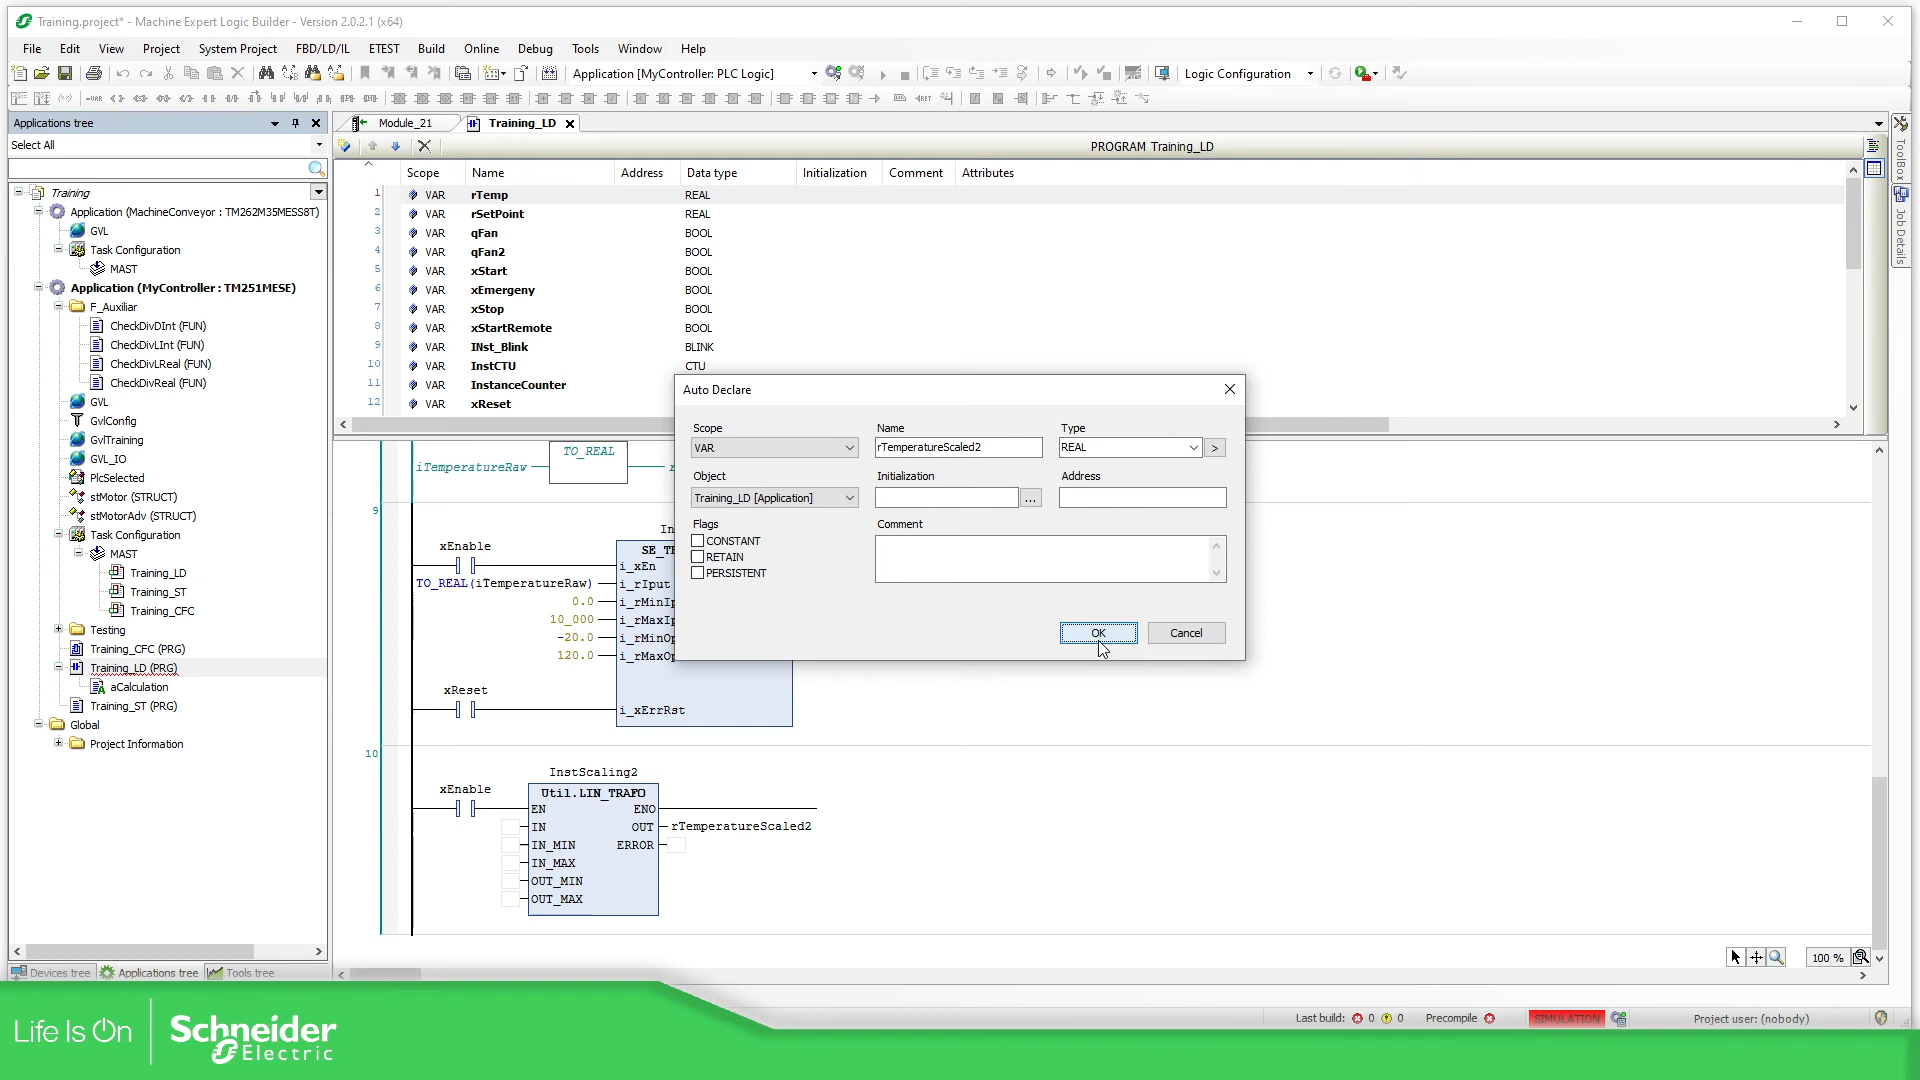 Training.project* - Machine Expert Logic Builder - Version 2.0.2.1 (x64)
File Edit View Project System Project FBD/LD/IL ETEST Build Online Debug Tools Window Help
Application [MyController: PLC Logic]
Logic Configuration
Applications tree
Select All
Training
Application (MachineConveyor : TM262M35MESS8T)
GVL
Task Configuration
MAST
Application (MyController : TM251MESE)
F_Auxiliar
CheckDivDInt (FUN)
CheckDivLInt (FUN)
CheckDivLReal (FUN)
CheckDivReal (FUN)
GVL
GvlConfig
GvlTraining
GVL_IO
PlcSelected
stMotor (STRUCT)
stMotorAdv (STRUCT)
Task Configuration
MAST
Training_LD
Training_ST
Training_CFC
Testing
Training_CFC (PRG)
Training_LD (PRG)
aCalculation
Training_ST (PRG)
Global
Project Information
Devices tree Applications tree Tools tree
Module_21 Training_LD
PROGRAM Training_LD
Scope Name Address Data type Initialization Comment Attributes
1 VAR rTemp REAL
2 VAR rSetPoint REAL
3 VAR qFan BOOL
4 VAR qFan2 BOOL
5 VAR xStart BOOL
6 VAR xEmergeny BOOL
7 VAR xStop BOOL
8 VAR xStartRemote BOOL
9 VAR INst_Blink BLINK
10 VAR InstCTU CTU
11 VAR InstanceCounter
12 VAR xReset
Auto Declare
Scope Name Type
VAR rTemperatureScaled2 REAL >
Object Initialization Address
Training_LD [Application] ...
Flags Comment
CONSTANT
RETAIN
PERSISTENT
OK Cancel
TO_REAL
iTemperatureRaw
9
xEnable
i_xEn
TO_REAL(iTemperatureRaw) i_rIput
0.0
10_000
-20.0
120.0
xReset
i_xErrRst
10
InstScaling2
xEnable Util.LIN_TRAFO
EN ENO
IN OUT rTemperatureScaled2
IN_MIN ERROR
IN_MAX
OUT_MIN
OUT_MAX
100 %
ToolBox
Job Details
Last build: 0 0 Precompile SIMULATION Project user: (nobody)
Life Is On Schneider Electric